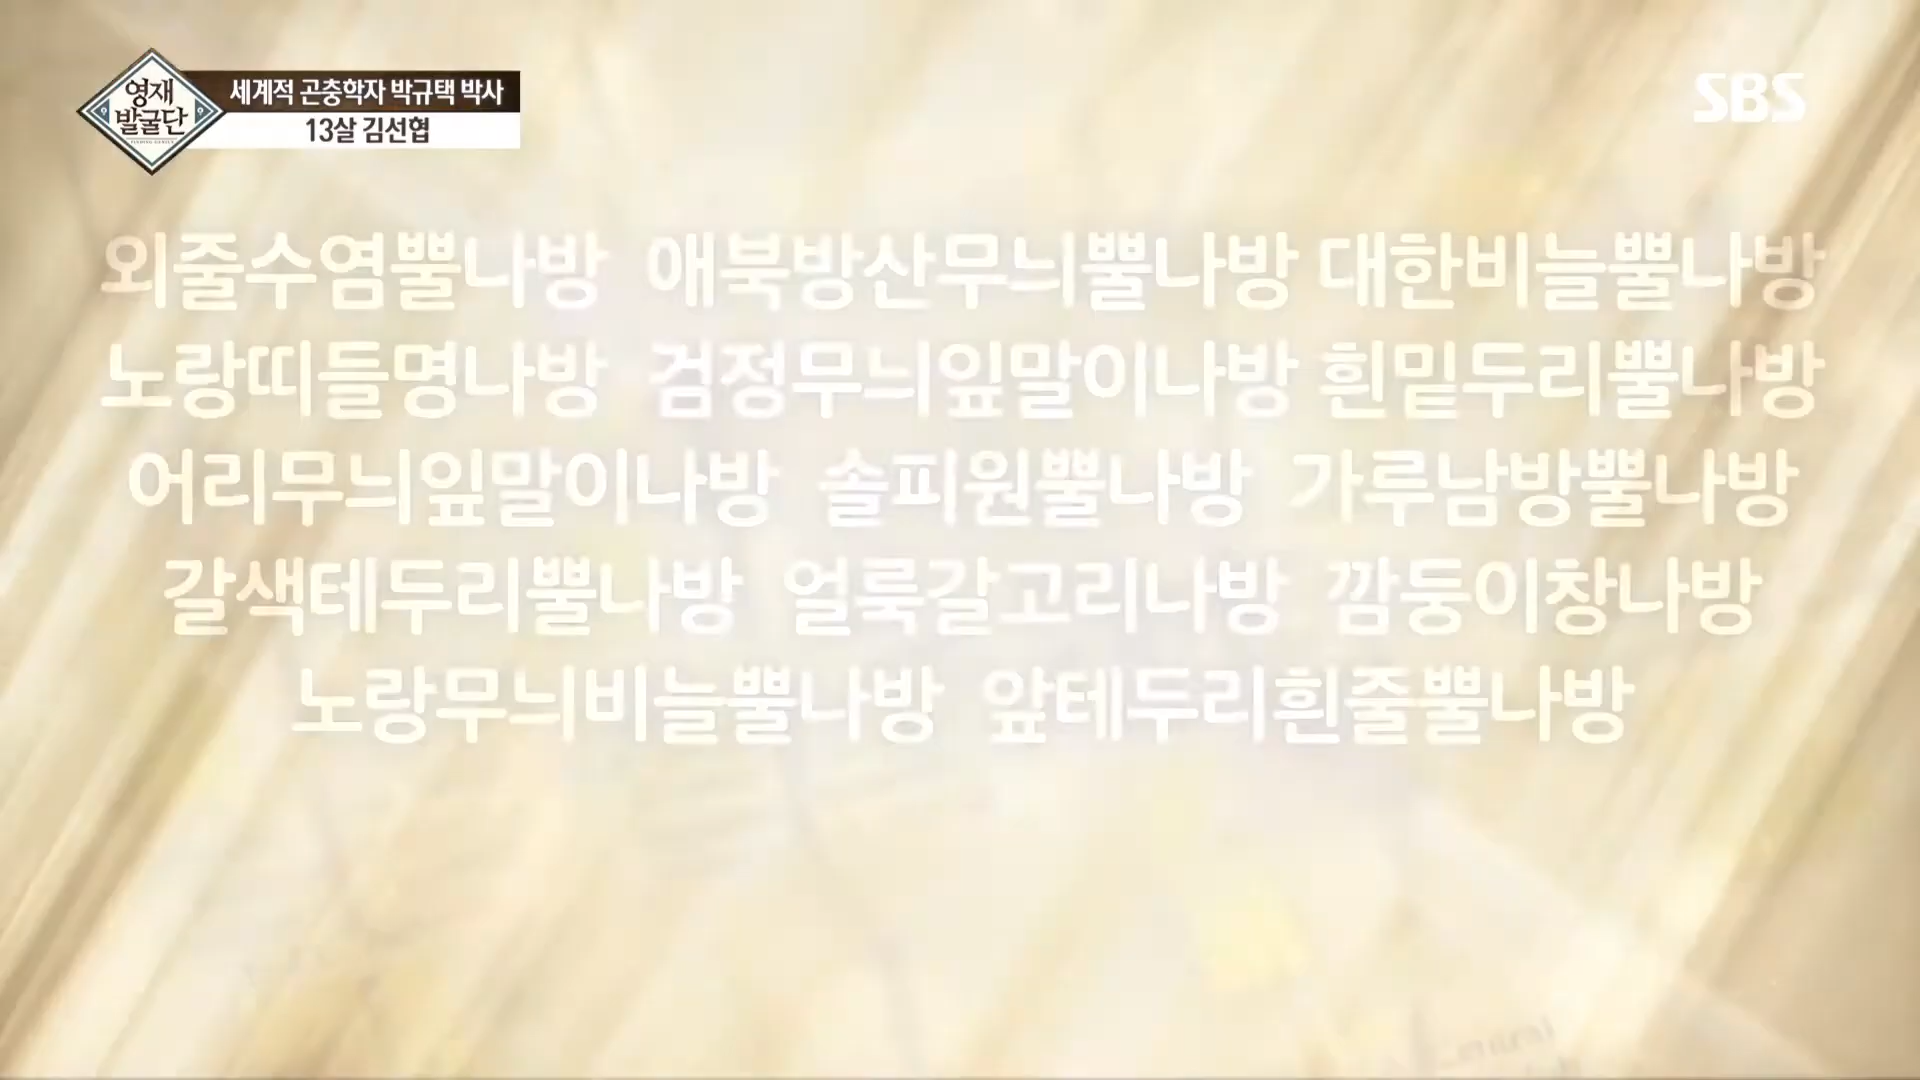 영재
발굴단
세계적 곤충학자 박규택 박사
13살 김선협
SBS
외줄수염뿔나방 애북방산무늬뿔나방 대한비늘뿔나방
노랑띠들명나방 검정무늬잎말이나방 흰밑두리뿔나방
어리무늬잎말이나방 솔피원뿔나방 가루남방뿔나방
갈색테두리뿔나방 얼룩갈고리나방 깜둥이창나방
노랑무늬비늘뿔나방 앞테두리흰줄뿔나방